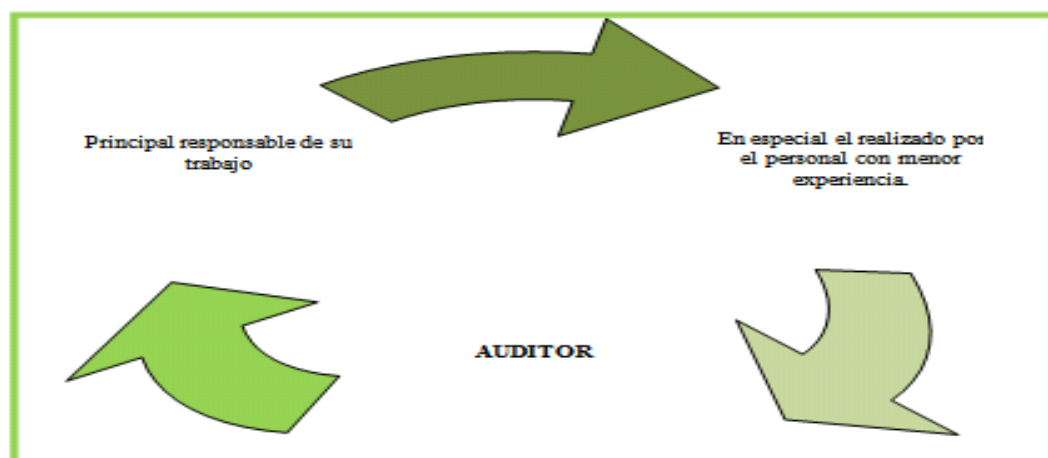 Principal responsable de su
trabajo
En especial el realizado por
el personal con menor
experiencia.
AUDITOR